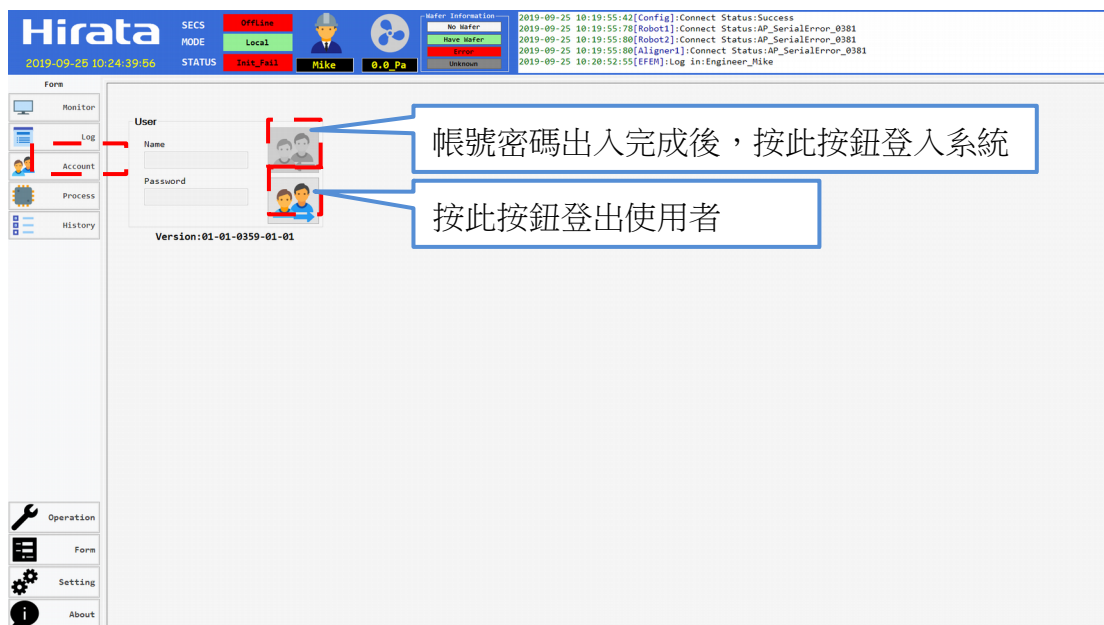 Hirata
2019-09-25 10:24:39:56
SECS
OffLine
MODE
Local
STATUS
Init_Fail
Mike
0.0_Pa
Wafer Information
No Wafer
Have Wafer
Error
Unknown
2019-09-25 10:19:55:42[Config]:Connect Status:Success
2019-09-25 10:19:55:78[Robot1]:Connect Status:AP_SerialError_0381
2019-09-25 10:19:55:80[Robot2]:Connect Status:AP_SerialError_0381
2019-09-25 10:19:55:80[Aligner1]:Connect Status:AP_SerialError_0381
2019-09-25 10:20:52:55[EFEM]:Log in:Engineer_Mike
Form
Monitor
Log
Account
Process
History
User
Name
Password
Version:01-01-0359-01-01
帳號密碼出入完成後，按此按鈕登入系統
按此按鈕登出使用者
Operation
Form
Setting
About